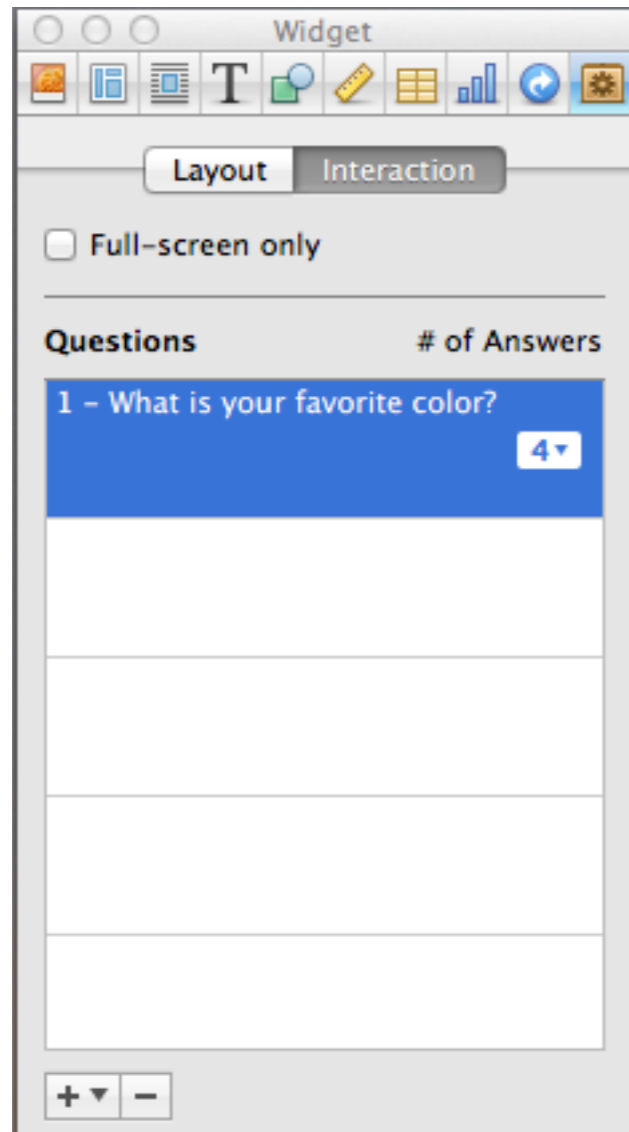 Widget
Layout Interaction
Full-screen only
Questions # of Answers
1 - What is your favorite color?
4